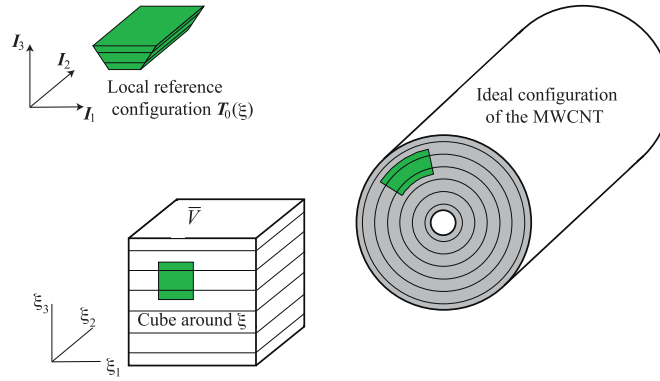 I₃
I₂
I₁
Local reference
configuration T₀(ξ)
Ideal configuration
of the MWCNT
V̅
Cube around ξ
ξ₃
ξ₂
ξ₁